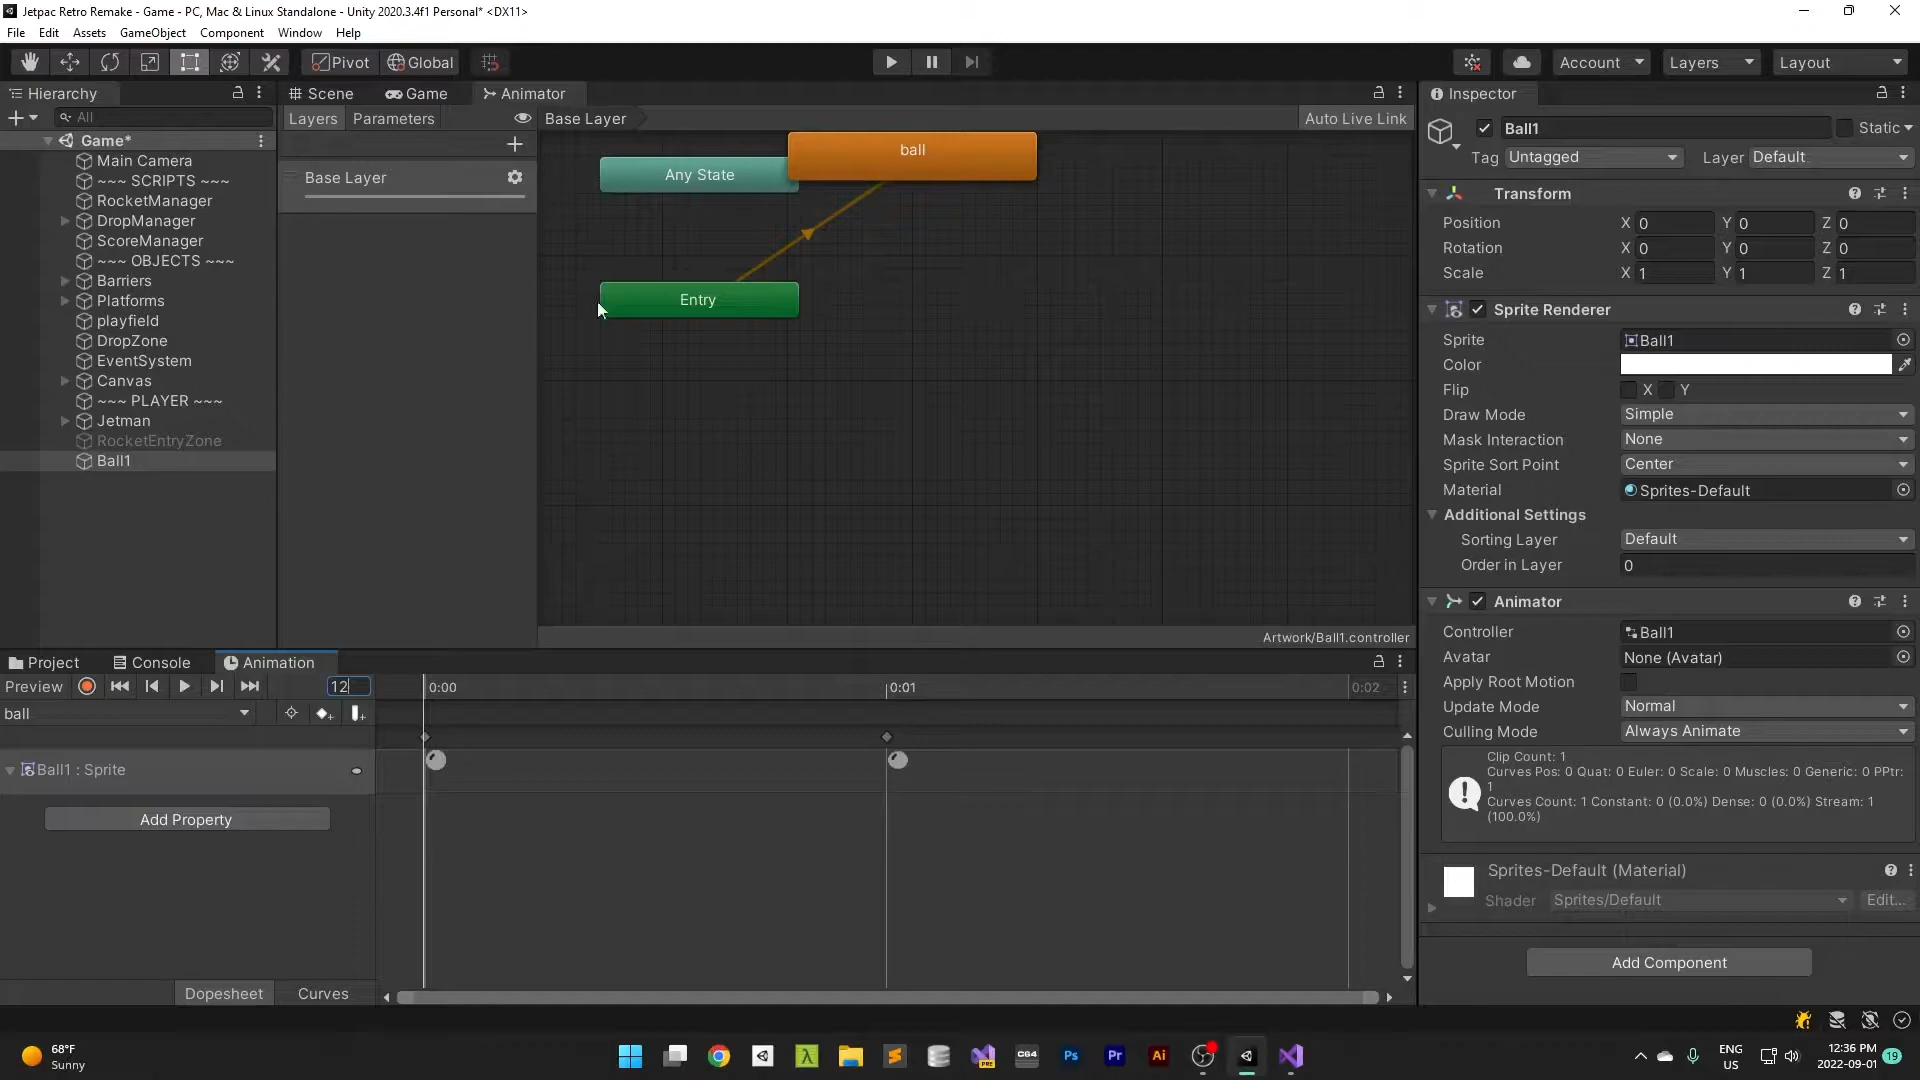 Jetpac Retro Remake - Game - PC, Mac & Linux Standalone - Unity 2020.3.4f1 Personal* <DX11>
File Edit Assets GameObject Component Window Help
Pivot Global Account Layers Layout
Hierarchy
All
Game*
Main Camera
~~~ SCRIPTS ~~~
RocketManager
DropManager
ScoreManager
~~~ OBJECTS ~~~
Barriers
Platforms
playfield
DropZone
EventSystem
Canvas
~~~ PLAYER ~~~
Jetman
RocketEntryZone
Ball1
Scene Game Animator
Layers Parameters Base Layer Auto Live Link
Base Layer
ball
Any State
Entry
Artwork/Ball1.controller
Inspector
Ball1 Static
Tag Untagged Layer Default
Transform
Position X 0 Y 0 Z 0
Rotation X 0 Y 0 Z 0
Scale X 1 Y 1 Z 1
Sprite Renderer
Sprite Ball1
Color
Flip X Y
Draw Mode Simple
Mask Interaction None
Sprite Sort Point Center
Material Sprites-Default
Additional Settings
Sorting Layer Default
Order in Layer 0
Animator
Controller Ball1
Avatar None (Avatar)
Apply Root Motion
Update Mode Normal
Culling Mode Always Animate
Clip Count: 1
Curves Pos: 0 Quat: 0 Euler: 0 Scale: 0 Muscles: 0 Generic: 0 PPtr:
1
Curves Count: 1 Constant: 0 (0.0%) Dense: 0 (0.0%) Stream: 1
(100.0%)
Sprites-Default (Material)
Shader Sprites/Default Edit...
Add Component
Project Console Animation
Preview 12 0:00 0:01 0:02
ball
Ball1 : Sprite
Add Property
Dopesheet Curves
68°F
Sunny
CG4 Ps Pr Ai
PRE
ENG
US
12:36 PM
2022-09-01
19